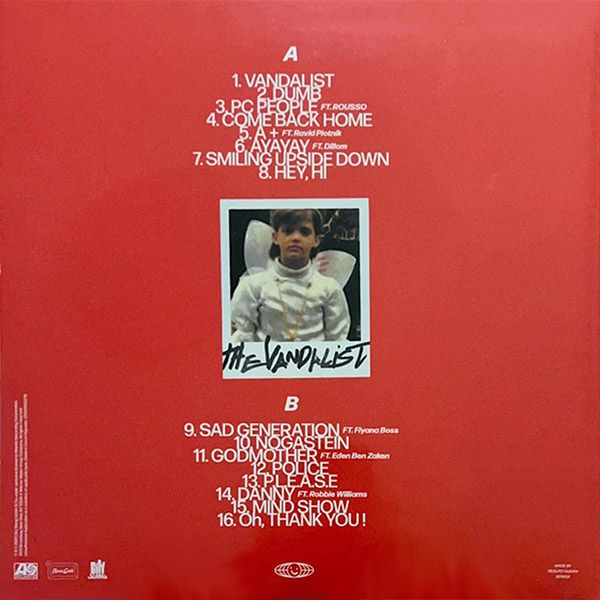 A
1. VANDALIST
2. DUMB
3. PC PEOPLE FT. ROUSSO
4. COME BACK HOME
5. A + FT. Ravid Plotnik
6. AYAYAY FT. Dillom
7. SMILING UPSIDE DOWN
8. HEY, HI
tHE VANDALiST
B
9. SAD GENERATION FT. Flyana Boss
10. NOGASTEIN
11. GODMOTHER FT. Eden Ben Zaken
12. POLICE
13. P.L.E.A.S.E
14. DANNY FT. Robbie Williams
15. MIND SHOW
16. Oh, THANK YOU !